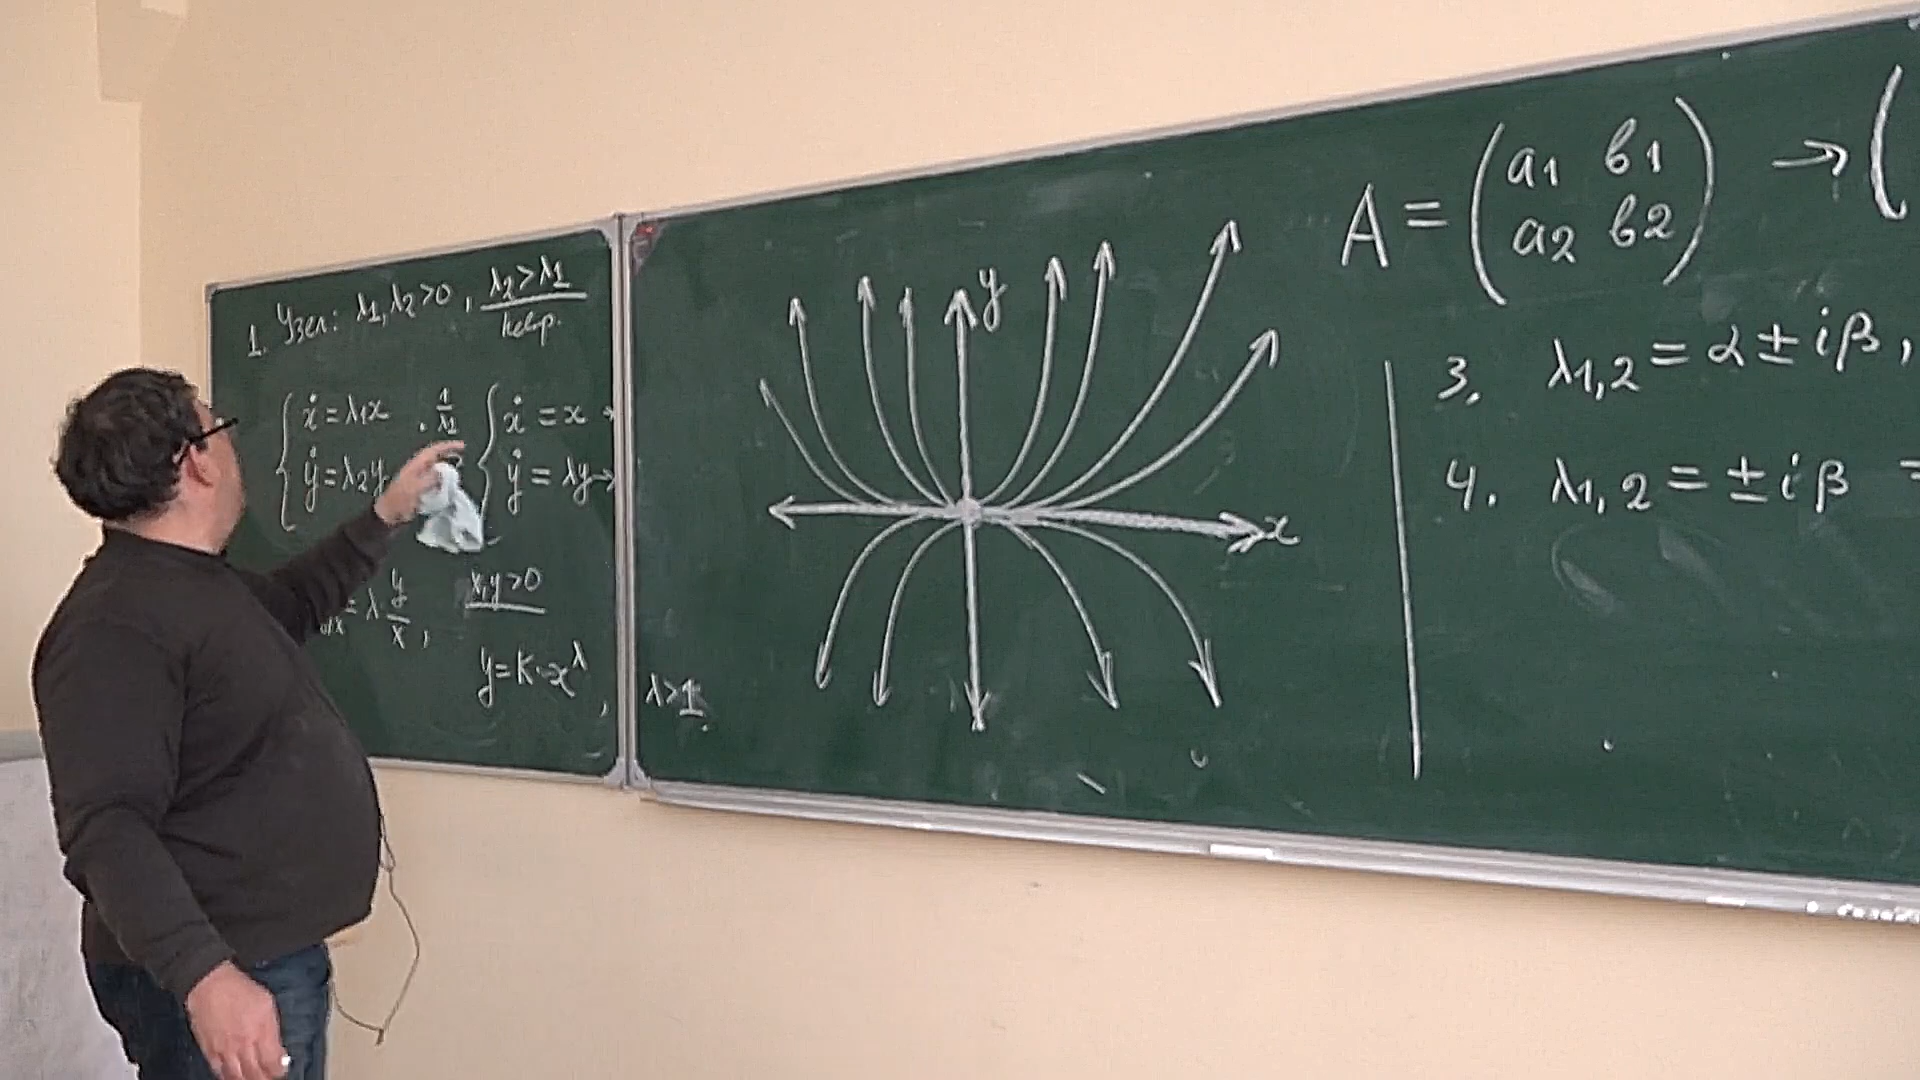 1. Узел: λ1, λ2 > 0, λ2 > λ1
неур.
{ ẋ = λ1x · 1/λ1 { ẋ = x →
{ ẏ = λ2y { ẏ = λy →
= λ y/x, x, y > 0
y = K·x^λ, λ > 1.
y
x
A = (a1 b1
a2 b2) → (
3. λ1,2 = α ± iβ,
4. λ1,2 = ± iβ